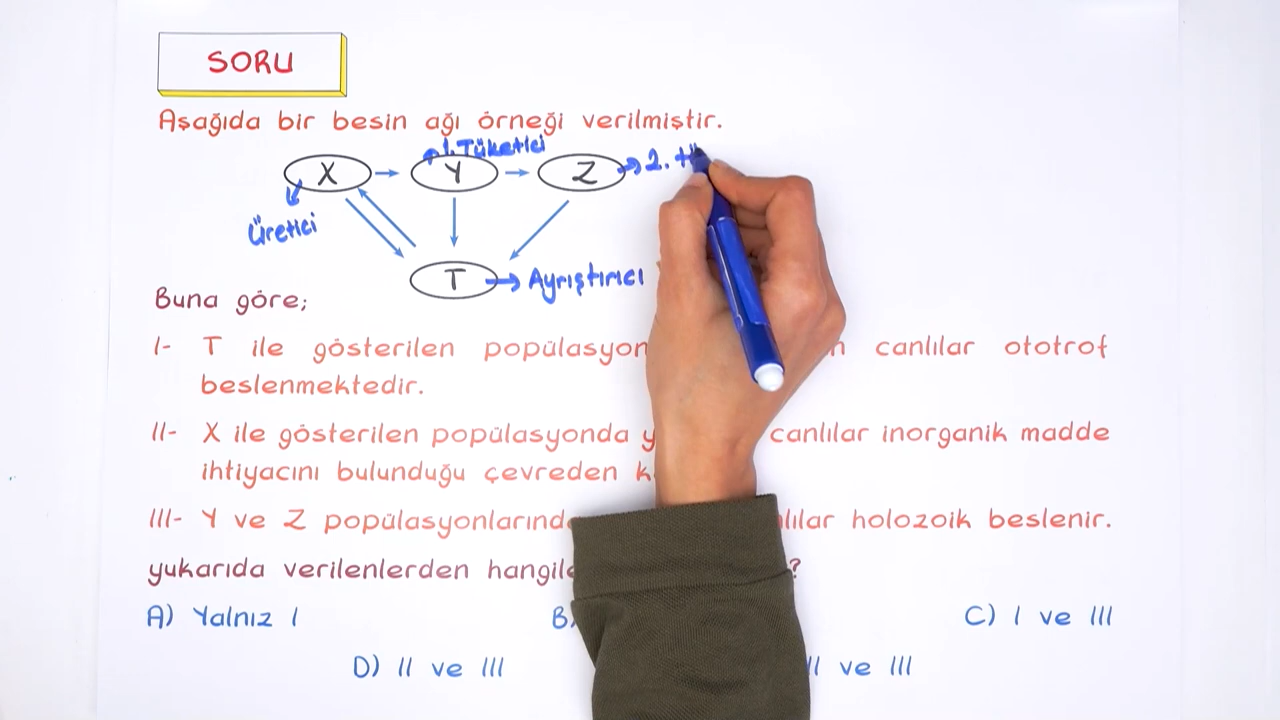 SORU
Aşağıda bir besin ağı örneği verilmiştir.
1. Tüketici
X Y Z 2. tü
Üretici
T Ayrıştırıcı
Buna göre;
I- T ile gösterilen popülasyon canlılar ototrof
beslenmektedir.
II- X ile gösterilen popülasyonda canlılar inorganik madde
ihtiyacını bulunduğu çevreden
III- Y ve Z popülasyonlarınd holozoik beslenir.
yukarıda verilenlerden ?
A) Yalnız I B) C) I ve III
D) II ve III II ve III